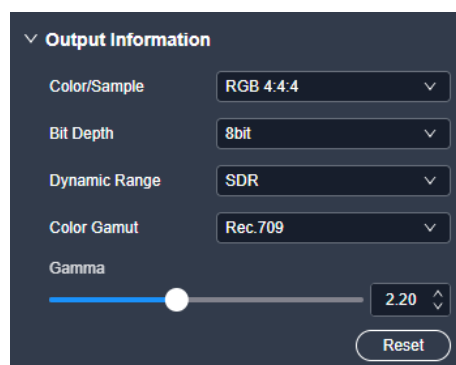 Output Information
Color/Sample RGB 4:4:4
Bit Depth 8bit
Dynamic Range SDR
Color Gamut Rec.709
Gamma
2.20
Reset